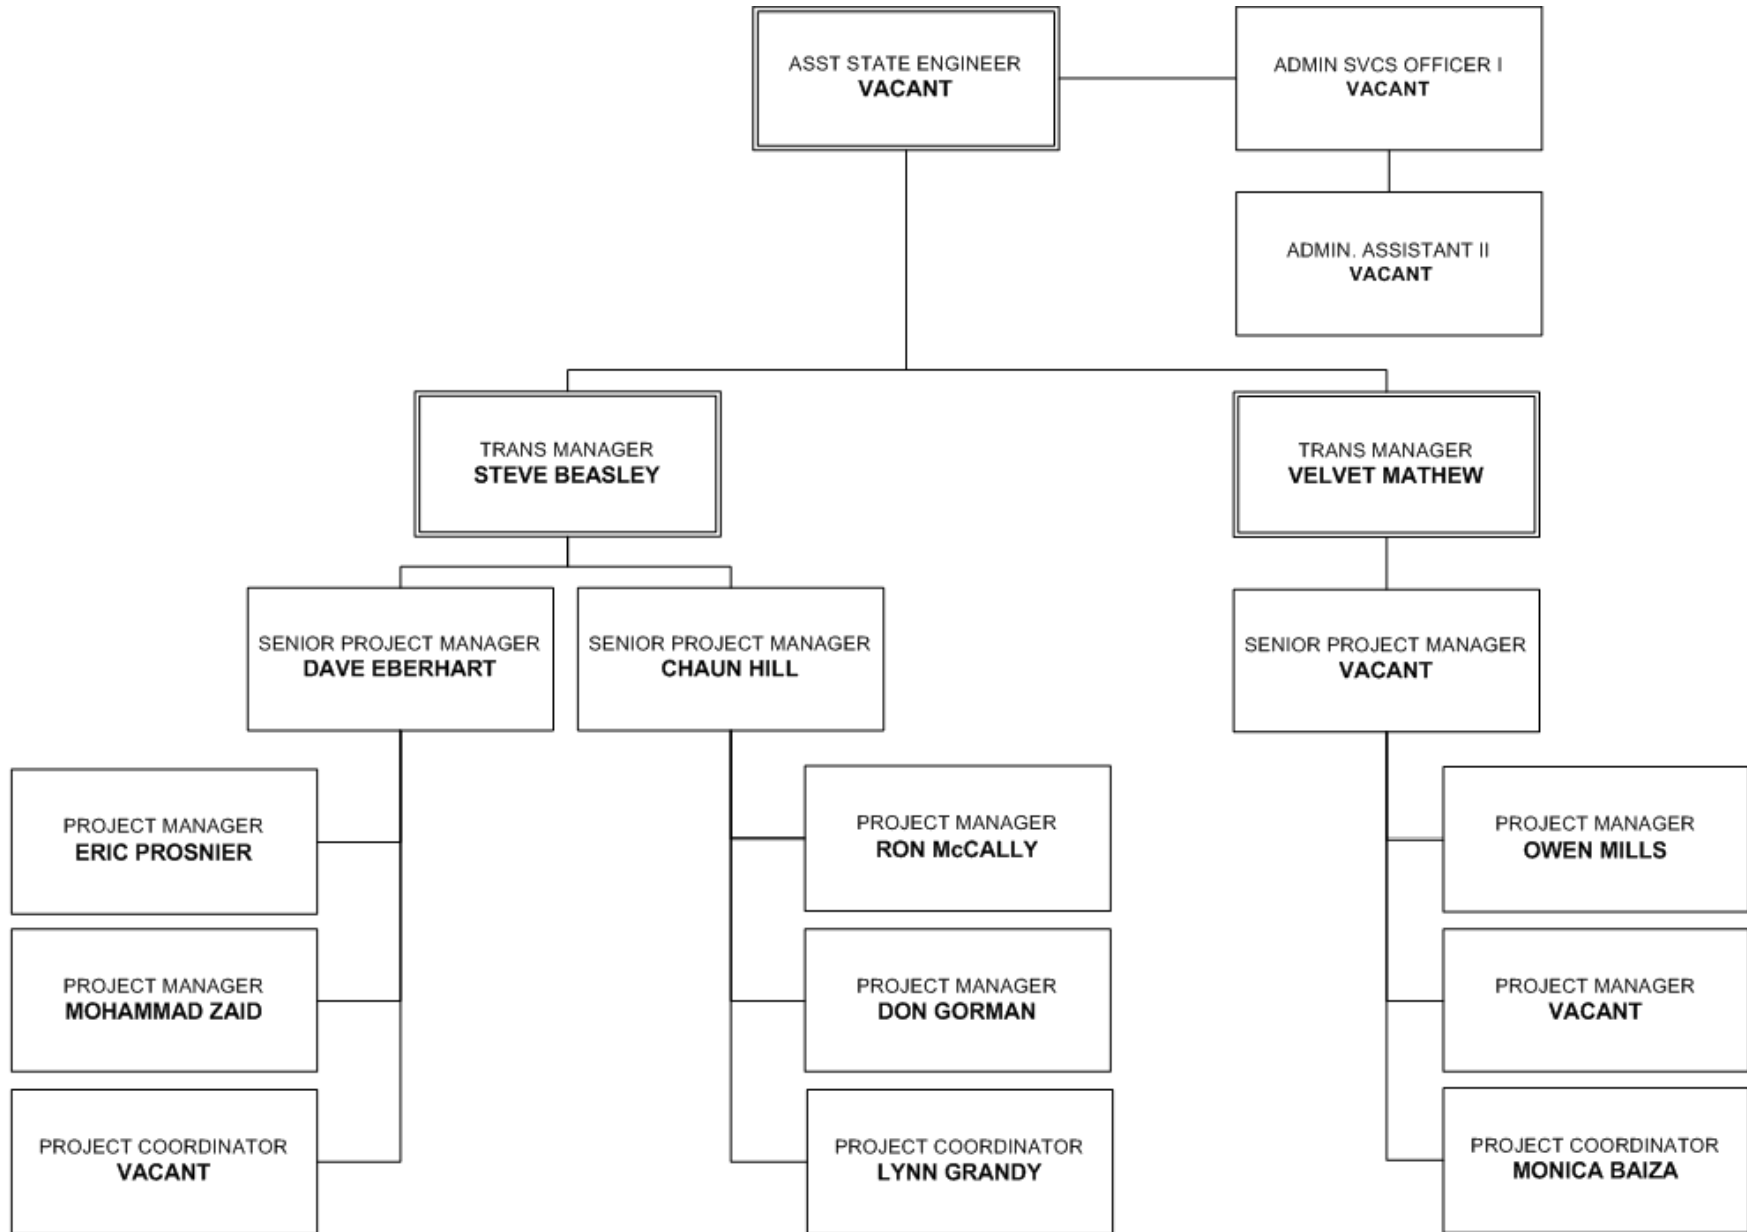 ASST STATE ENGINEER
VACANT
ADMIN SVCS OFFICER I
VACANT
ADMIN. ASSISTANT II
VACANT
TRANS MANAGER
STEVE BEASLEY
TRANS MANAGER
VELVET MATHEW
SENIOR PROJECT MANAGER
DAVE EBERHART
SENIOR PROJECT MANAGER
CHAUN HILL
SENIOR PROJECT MANAGER
VACANT
PROJECT MANAGER
ERIC PROSNIER
PROJECT MANAGER
RON McCALLY
PROJECT MANAGER
OWEN MILLS
PROJECT MANAGER
MOHAMMAD ZAID
PROJECT MANAGER
DON GORMAN
PROJECT MANAGER
VACANT
PROJECT COORDINATOR
VACANT
PROJECT COORDINATOR
LYNN GRANDY
PROJECT COORDINATOR
MONICA BAIZA